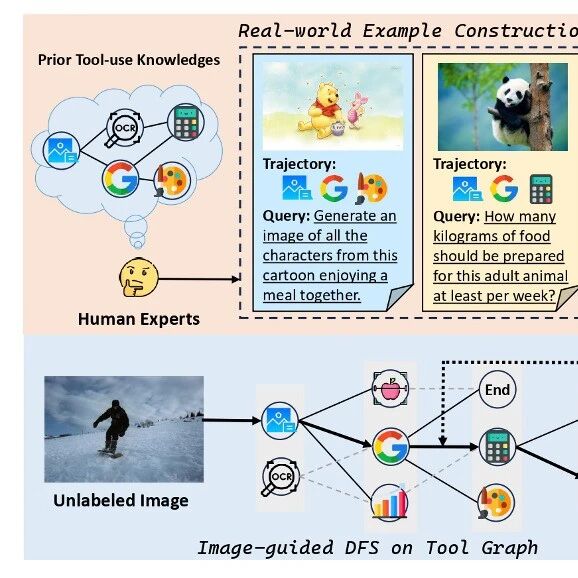 Real-world Example Constructio
Prior Tool-use Knowledges
OCR
Trajectory:
Query: Generate an
image of all the
characters from this
cartoon enjoying a
meal together.
Trajectory:
Query: How many
kilograms of food
should be prepared
for this adult animal
at least per week?
Human Experts
End
OCR
Unlabeled Image
Image-guided DFS on Tool Graph